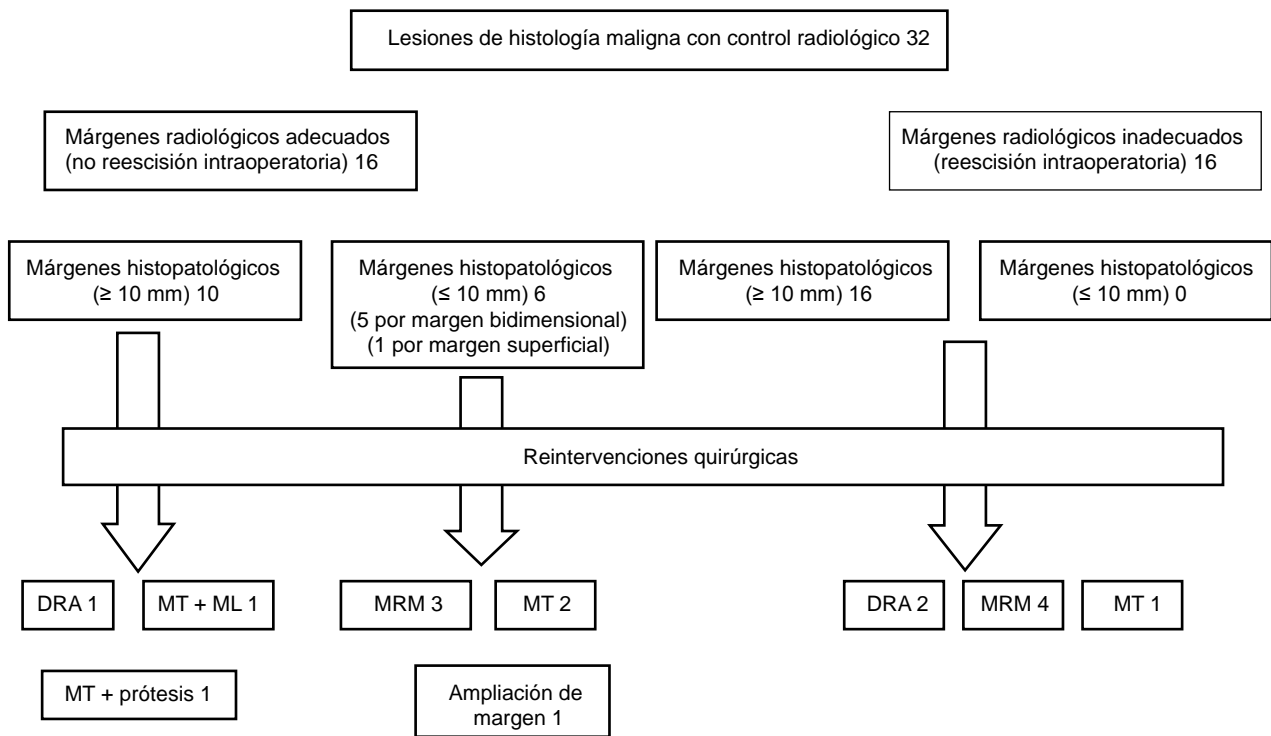 Lesiones de histología maligna con control radiológico 32
Márgenes radiológicos adecuados
(no reescisión intraoperatoria) 16
Márgenes radiológicos inadecuados
(reescisión intraoperatoria) 16
Márgenes histopatológicos
(≥ 10 mm) 10
Márgenes histopatológicos
(≤ 10 mm) 6
(5 por margen bidimensional)
(1 por margen superficial)
Márgenes histopatológicos
(≥ 10 mm) 16
Márgenes histopatológicos
(≤ 10 mm) 0
Reintervenciones quirúrgicas
DRA 1
MT + ML 1
MRM 3
MT 2
DRA 2
MRM 4
MT 1
MT + prótesis 1
Ampliación de
margen 1